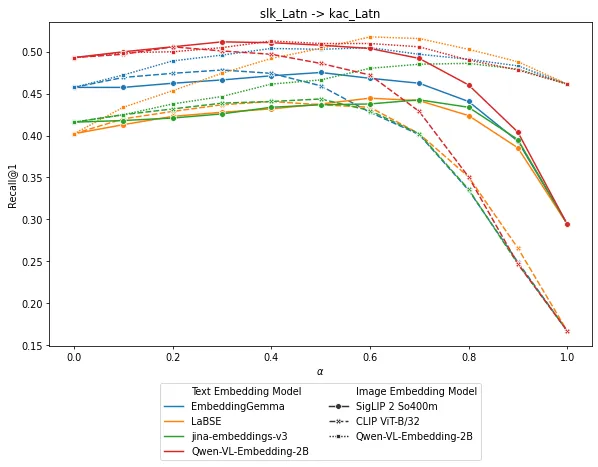 slk_Latn -> kac_Latn
Recall@1
0.50
0.45
0.40
0.35
0.30
0.25
0.20
0.15
0.0
0.2
0.4
0.6
0.8
1.0
α
Text Embedding Model
EmbeddingGemma
LaBSE
jina-embeddings-v3
Qwen-VL-Embedding-2B
Image Embedding Model
SigLIP 2 So400m
CLIP ViT-B/32
Qwen-VL-Embedding-2B